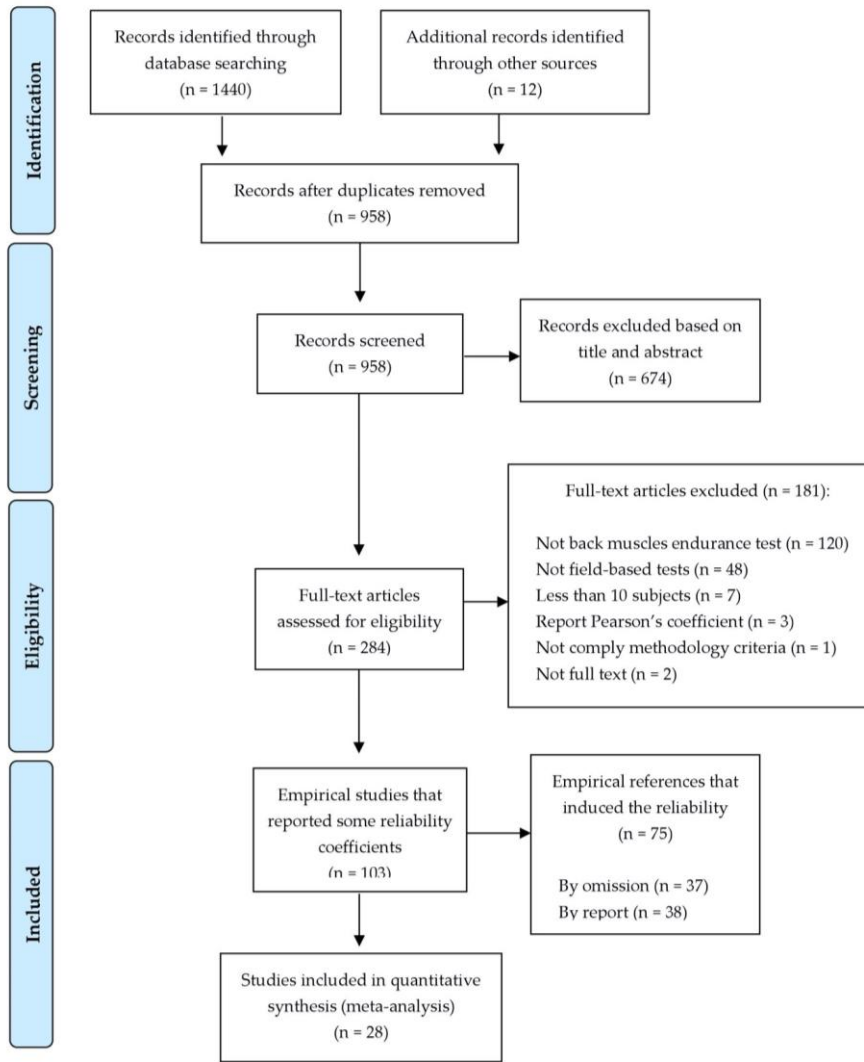 Identification
Records identified through
database searching
(n = 1440)
Additional records identified
through other sources
(n = 12)
Records after duplicates removed
(n = 958)
Screening
Records screened
(n = 958)
Records excluded based on
title and abstract
(n = 674)
Eligibility
Full-text articles
assessed for eligibility
(n = 284)
Full-text articles excluded (n = 181):
Not back muscles endurance test (n = 120)
Not field-based tests (n = 48)
Less than 10 subjects (n = 7)
Report Pearson's coefficient (n = 3)
Not comply methodology criteria (n = 1)
Not full text (n = 2)
Included
Empirical studies that
reported some reliability
coefficients
(n = 103)
Empirical references that
induced the reliability
(n = 75)
By omission (n = 37)
By report (n = 38)
Studies included in quantitative
synthesis (meta-analysis)
(n = 28)